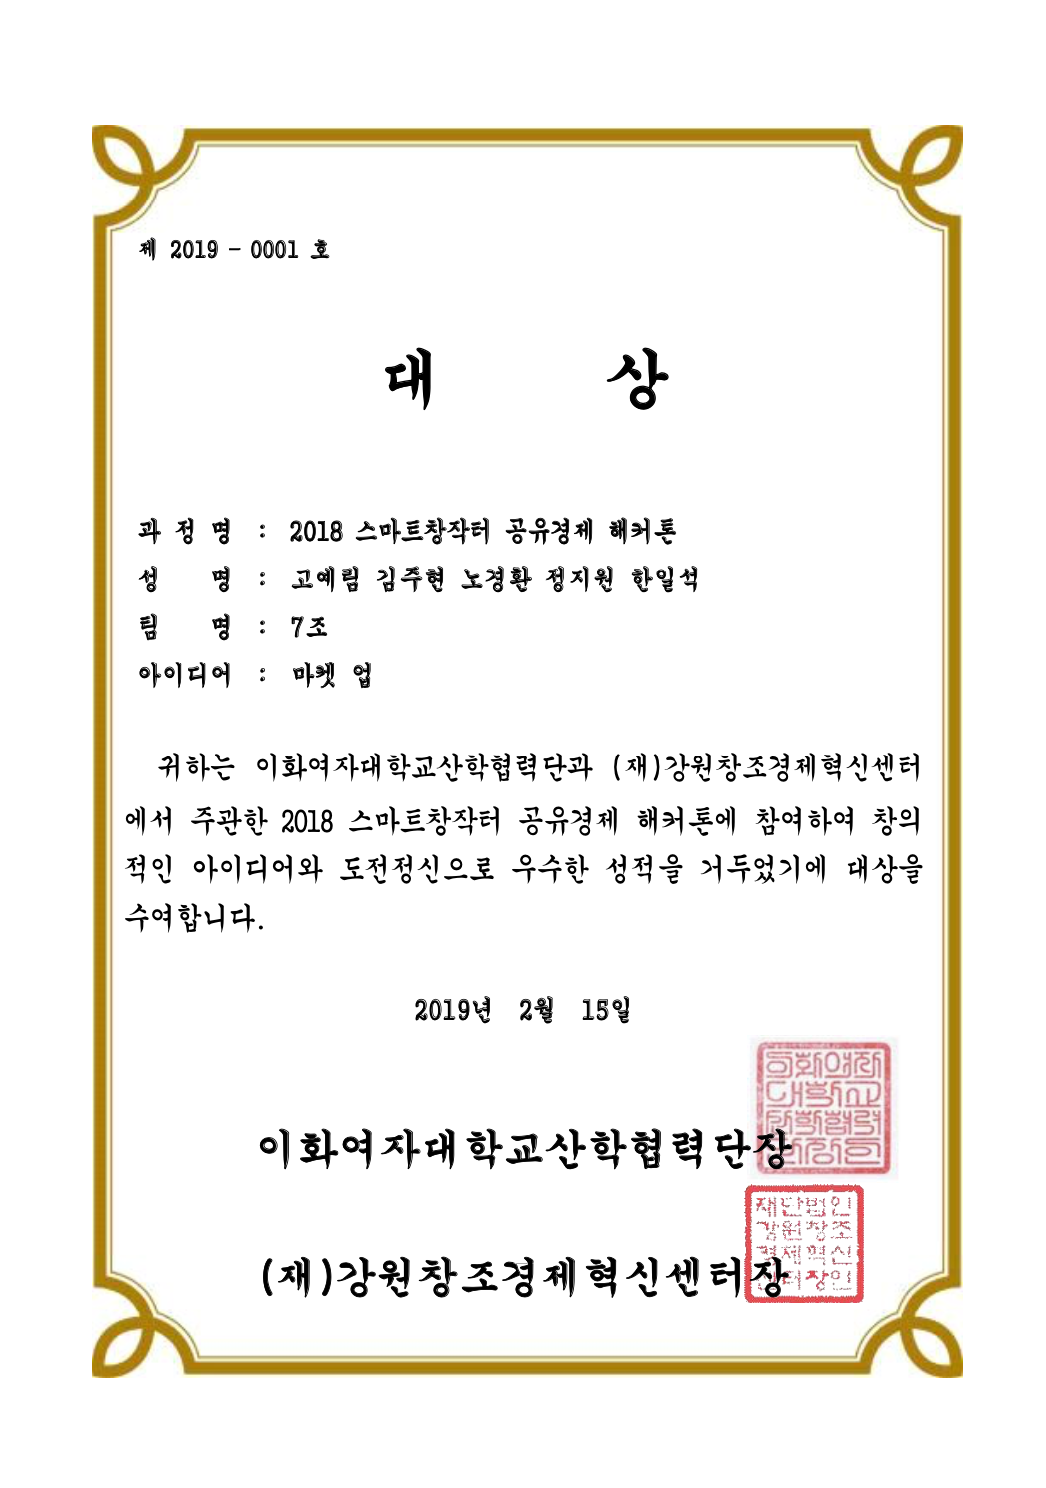 제 2019 - 0001 호
대 상
과 정 명 : 2018 스마트창작터 공유경제 해커톤
성 명 : 고예림 김주현 노경환 정지원 한일석
팀 명 : 7조
아이디어 : 마켓 업
귀하는 이화여자대학교산학협력단과 (재)강원창조경제혁신센터
에서 주관한 2018 스마트창작터 공유경제 해커톤에 참여하여 창의
적인 아이디어와 도전정신으로 우수한 성적을 거두었기에 대상을
수여합니다.
2019년 2월 15일
이화여자
대학교
산학협력
단장인
이화여자대학교산학협력단장
재단법인
강원창조
경제혁신
센터장인
(재)강원창조경제혁신센터장